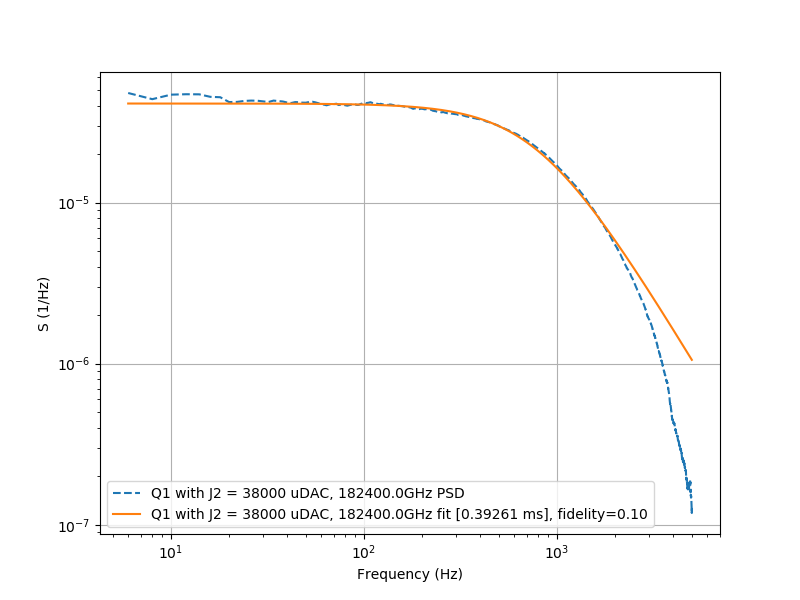 10⁻⁵
10⁻⁶
10⁻⁷
S (1/Hz)
Q1 with J2 = 38000 uDAC, 182400.0GHz PSD
Q1 with J2 = 38000 uDAC, 182400.0GHz fit [0.39261 ms], fidelity=0.10
10¹ 10² 10³
Frequency (Hz)